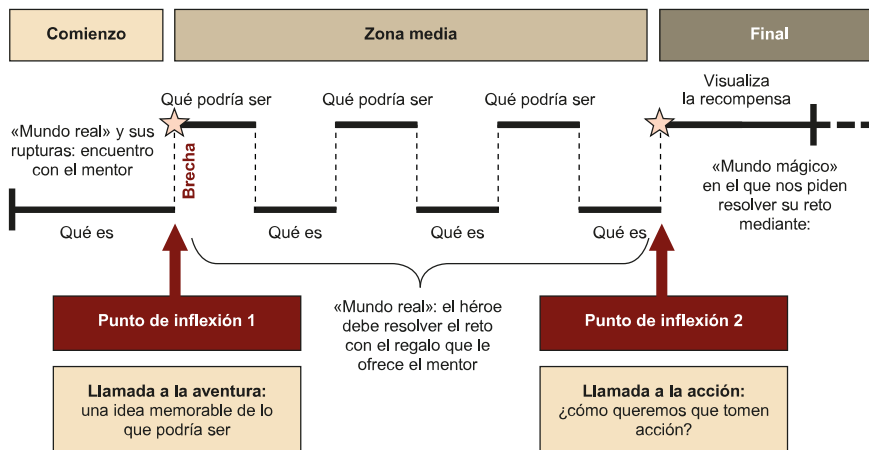 Comienzo
Zona media
Final
Qué podría ser
Qué podría ser
Qué podría ser
Visualiza
la recompensa
«Mundo real» y sus
rupturas: encuentro
con el mentor
Brecha
«Mundo mágico»
en el que nos piden
resolver su reto
mediante:
Qué es
Qué es
Qué es
Qué es
Punto de inflexión 1
«Mundo real»: el héroe
debe resolver el reto
con el regalo que le
ofrece el mentor
Punto de inflexión 2
Llamada a la aventura:
una idea memorable de lo
que podría ser
Llamada a la acción:
¿cómo queremos que tomen
acción?